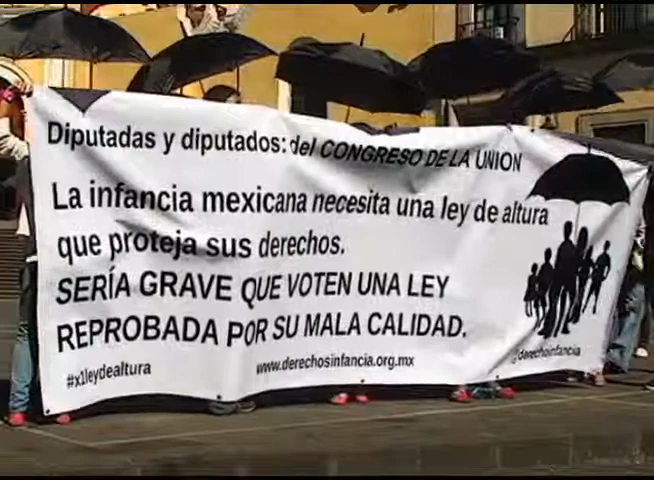 Diputadas y diputados: del CONGRESO DE LA UNION
La infancia mexicana necesita una ley de altura
que proteja sus derechos.
SERÍA GRAVE QUE VOTEN UNA LEY
REPROBADA POR SU MALA CALIDAD.
#x1leydealtura
www.derechosinfancia.org.mx
@derechoinfancia